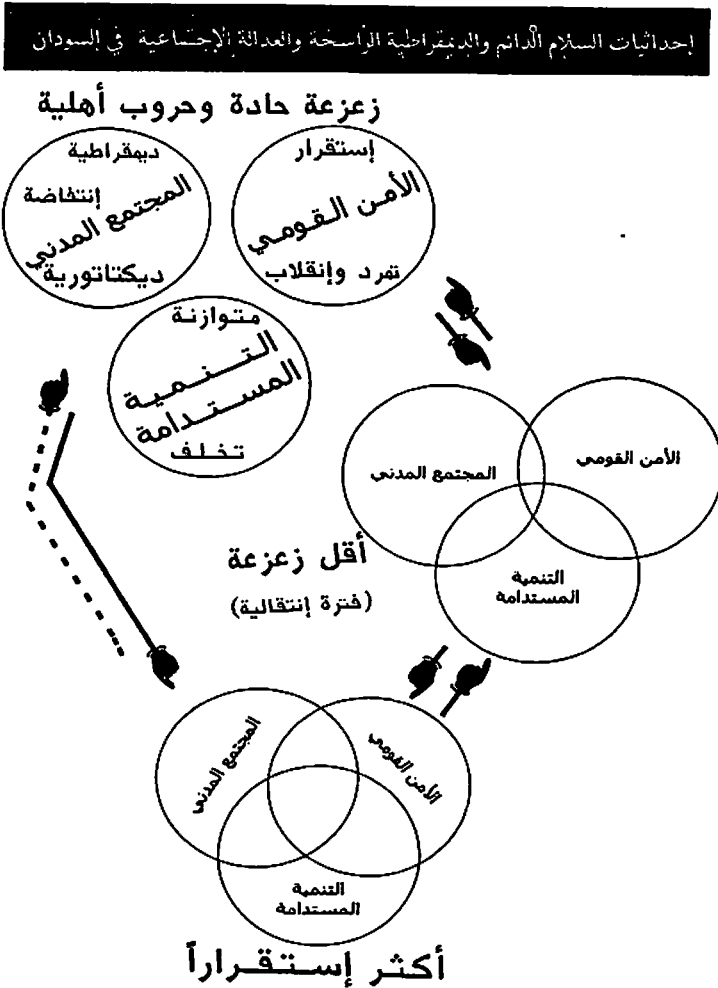 إحداثيات السلام الدائم والديمقراطية الراسخة والعدالة الإجتماعية في السودان
زعزعة حادة وحروب أهلية
إستقرار
الأمن القومي
تمرد وإنقلاب
ديمقراطية
إنتفاضة
المجتمع المدني
ديكتاتورية
متوازنة
التنمية
المستدامة
تخلف
الأمن القومي
المجتمع المدني
التنمية
المستدامة
أقل زعزعة
(فترة إنتقالية)
الأمن القومي
المجتمع المدني
التنمية
المستدامة
أكثر إستقراراً